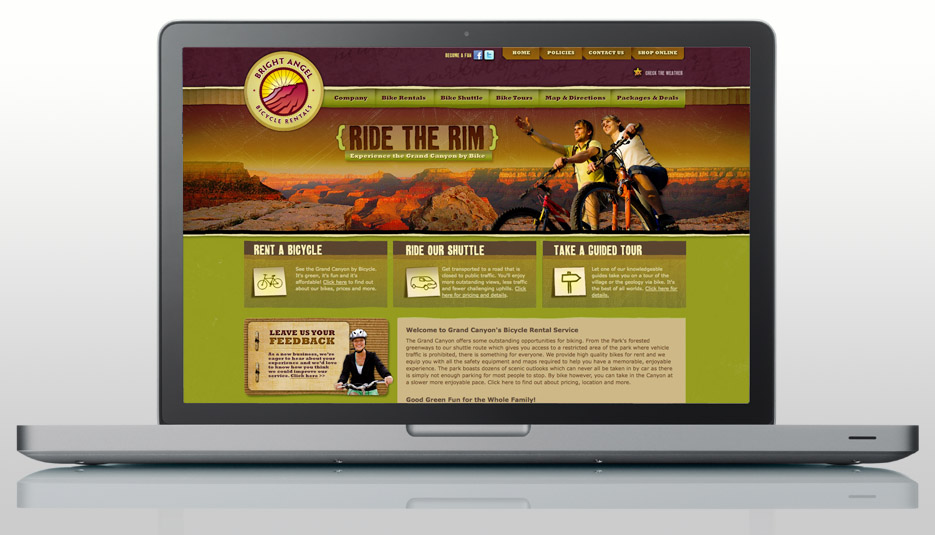 BECOME A FAN
HOME
POLICIES
CONTACT US
SHOP ONLINE
CHECK THE WEATHER
BRIGHT ANGEL
BICYCLE RENTALS
Company
Bike Rentals
Bike Shuttle
Bike Tours
Map & Directions
Packages & Deals
{RIDE THE RIM}
Experience the Grand Canyon by Bike
RENT A BICYCLE
See the Grand Canyon by Bicycle.
It's green, it's fun and it's
affordable! Click here to find out
about our bikes, prices and more.
RIDE OUR SHUTTLE
Get transported to a road that is
closed to public traffic. You'll enjoy
more outstanding views, less traffic
and fewer challenging uphills. Click
here for pricing and details.
TAKE A GUIDED TOUR
Let one of our knowledgeable
guides take you on a tour of the
village or the geology via bike. It's
the best of all worlds. Click here for
details.
LEAVE US YOUR
FEEDBACK
As a new business, we're
eager to hear about your
experience and we'd love
to know how you think
we could improve our
service. Click here >>
Welcome to Grand Canyon's Bicycle Rental Service
The Grand Canyon offers some outstanding opportunities for biking. From the Park's forested
greenways to our shuttle route which gives you access to a restricted area of the park where vehicle
traffic is prohibited, there is something for everyone. We provide high quality bikes for rent and we
equip you with all the safety equipment and maps required to help you have a memorable, enjoyable
experience. The park boasts dozens of scenic outlooks which can never all be taken in by car as there
is simply not enough parking for most people to stop. By bike however, you can take in the Canyon at
a slower more enjoyable pace. Click here to find out about pricing, location and more.
Good Green Fun for the Whole Family!